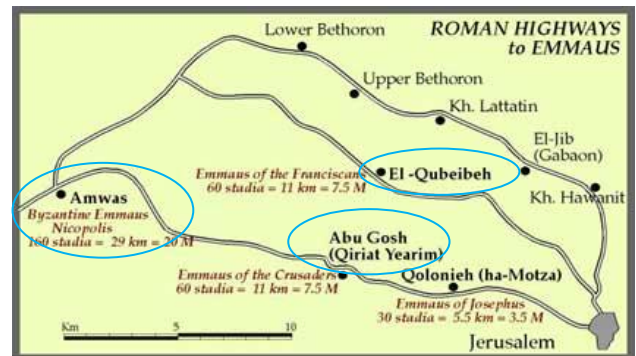 ROMAN HIGHWAYS
to EMMAUS
Lower Bethoron
Upper Bethoron
Kh. Lattatin
El-Jib
(Gabaon)
Emmaus of the Franciscans
60 stadia = 11 km = 7.5 M
El -Qubeibeh
Kh. Hawanit
Amwas
Byzantine Emmaus
Nicopolis
160 stadia = 29 km = 20 M
Abu Gosh
(Qiriat Yearim)
Emmaus of the Crusaders
60 stadia = 11 km = 7.5 M
Qolonieh (ha-Motza)
Emmaus of Josephus
30 stadia = 5.5 km = 3.5 M
Km 5 10
Jerusalem